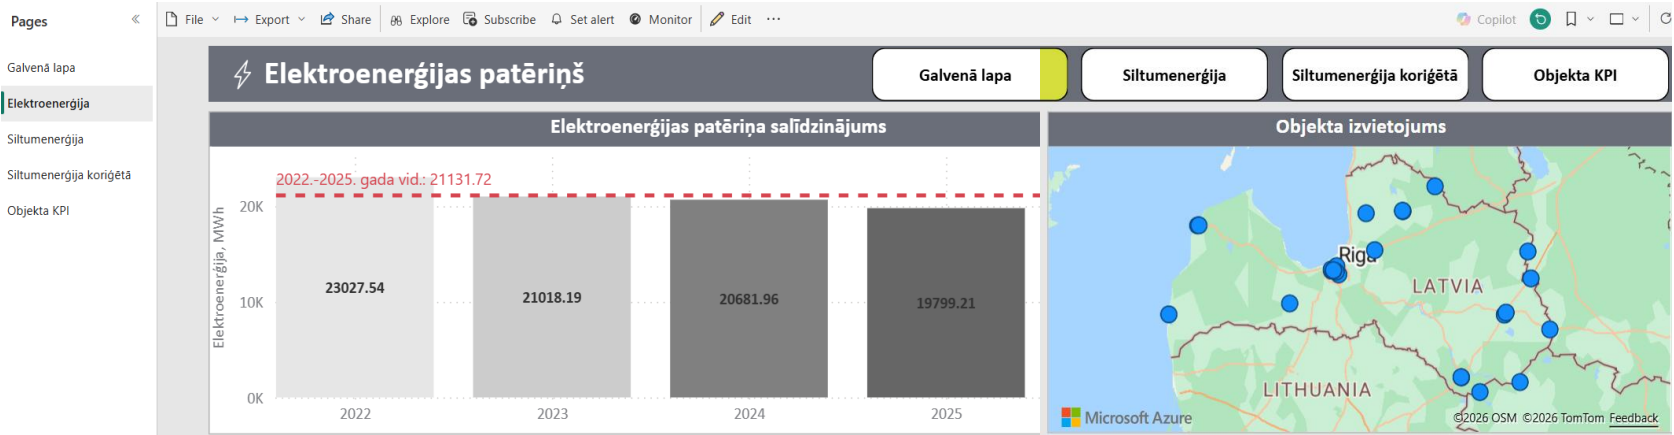 Pages
File
Export
Share
Explore
Subscribe
Set alert
Monitor
Edit
Copilot
Galvenā lapa
Elektroenerģija
Siltumenerģija
Siltumenerģija koriģētā
Objekta KPI
Elektroenerģijas patēriņš
Galvenā lapa
Siltumenerģija
Siltumenerģija koriģētā
Objekta KPI
Elektroenerģijas patēriņa salīdzinājums
2022.-2025. gada vid.: 21131.72
Elektroenerģija, MWh
20K
10K
0K
23027.54
21018.19
20681.96
19799.21
2022
2023
2024
2025
Objekta izvietojums
Riga
LATVIA
LITHUANIA
Microsoft Azure
©2026 OSM ©2026 TomTom Feedback